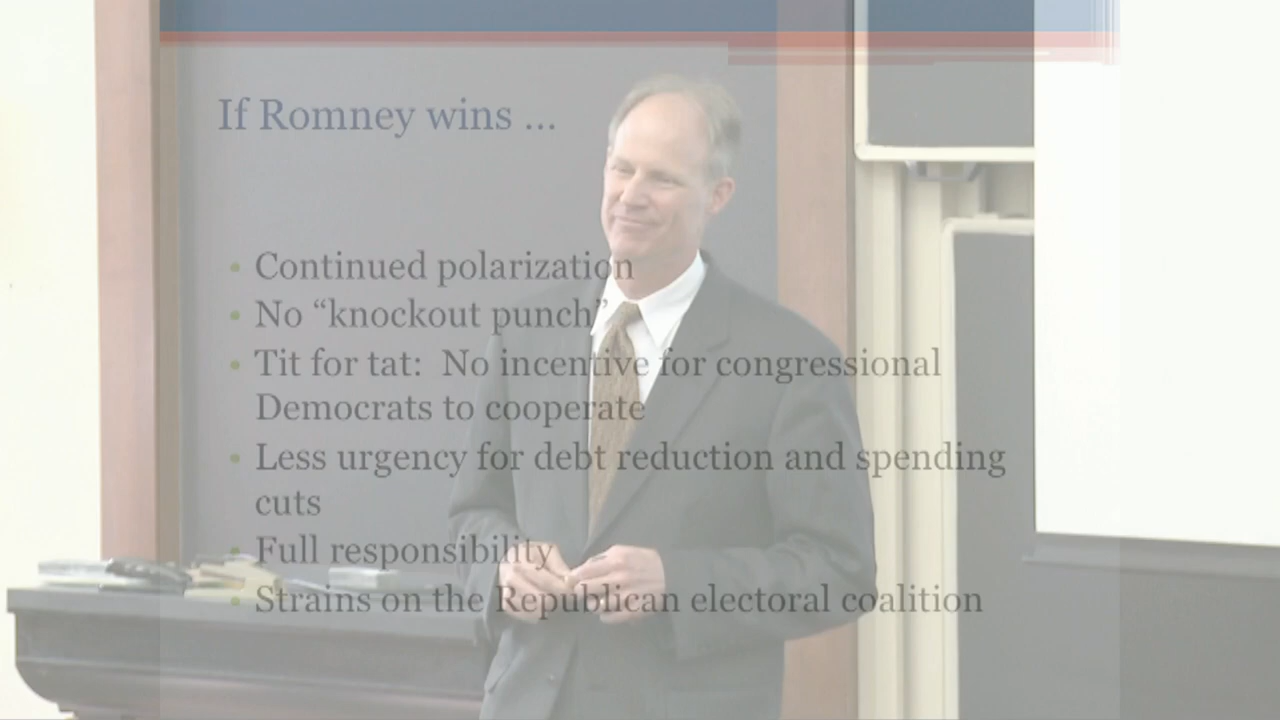 If Romney wins ...
• Continued polarization
• No “knockout punch”
• Tit for tat:  No incentive for congressional
Democrats to cooperate
• Less urgency for debt reduction and spending
cuts
• Full responsibility
• Strains on the Republican electoral coalition